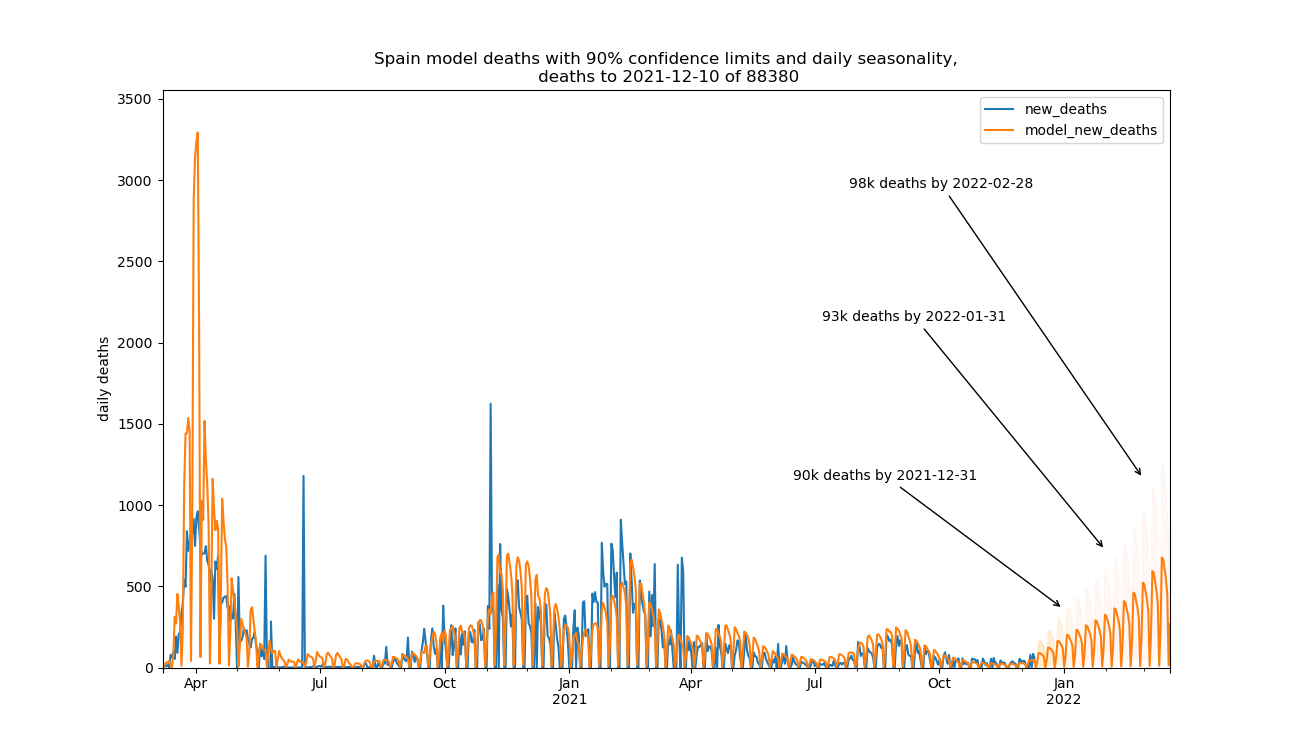 Spain model deaths with 90% confidence limits and daily seasonality,
deaths to 2021-12-10 of 88380
3500
3000
2500
2000
1500
1000
500
0
daily deaths
new_deaths
model_new_deaths
98k deaths by 2022-02-28
93k deaths by 2022-01-31
90k deaths by 2021-12-31
Apr Jul Oct Jan Apr Jul Oct Jan
2021 2022